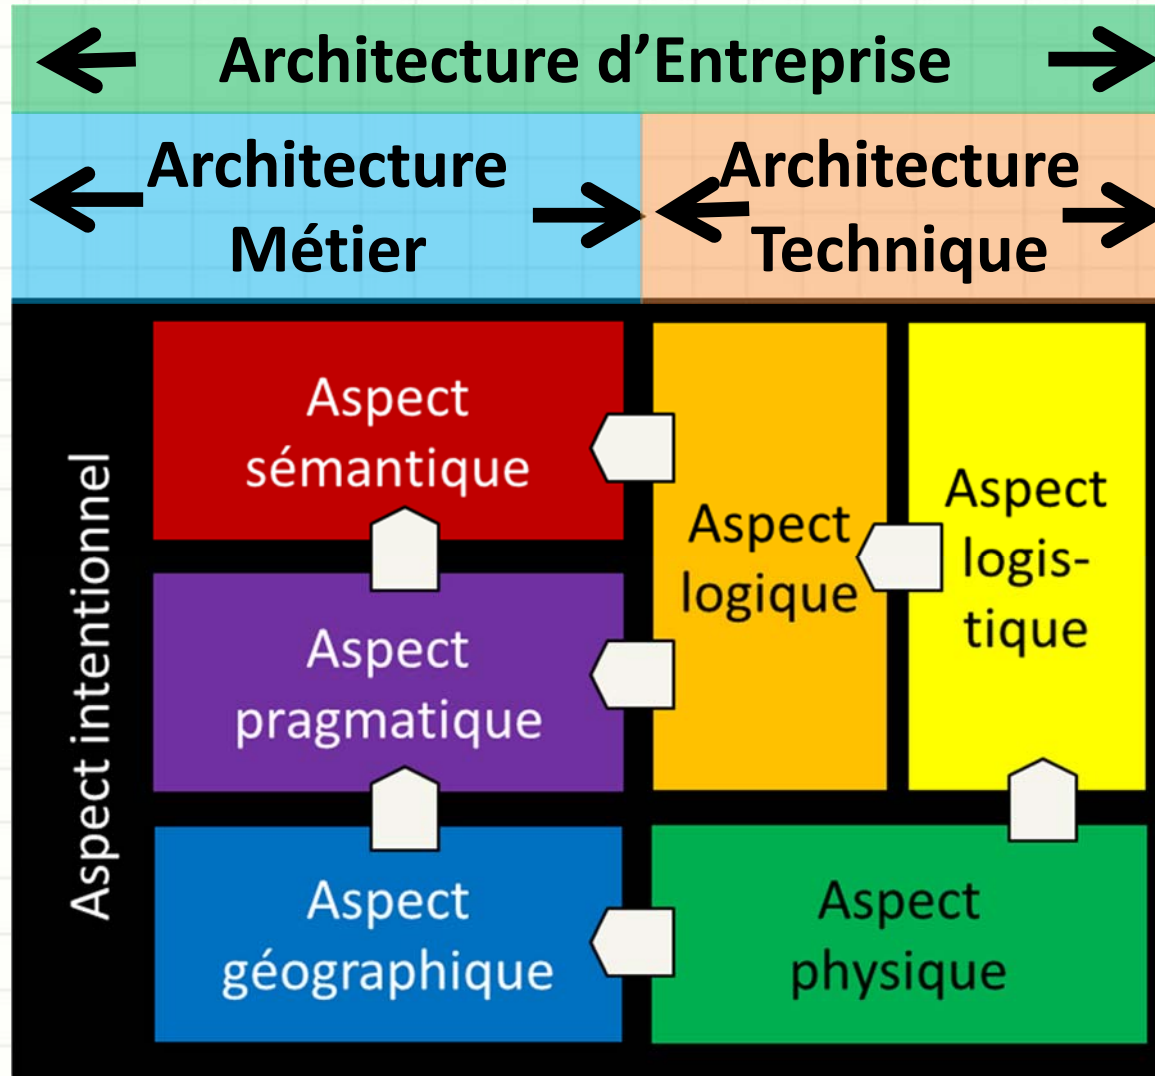 Architecture d’Entreprise
Architecture
Métier
Architecture
Technique
Aspect intentionnel
Aspect
sémantique
Aspect
pragmatique
Aspect
géographique
Aspect
logique
Aspect
logis-
tique
Aspect
physique